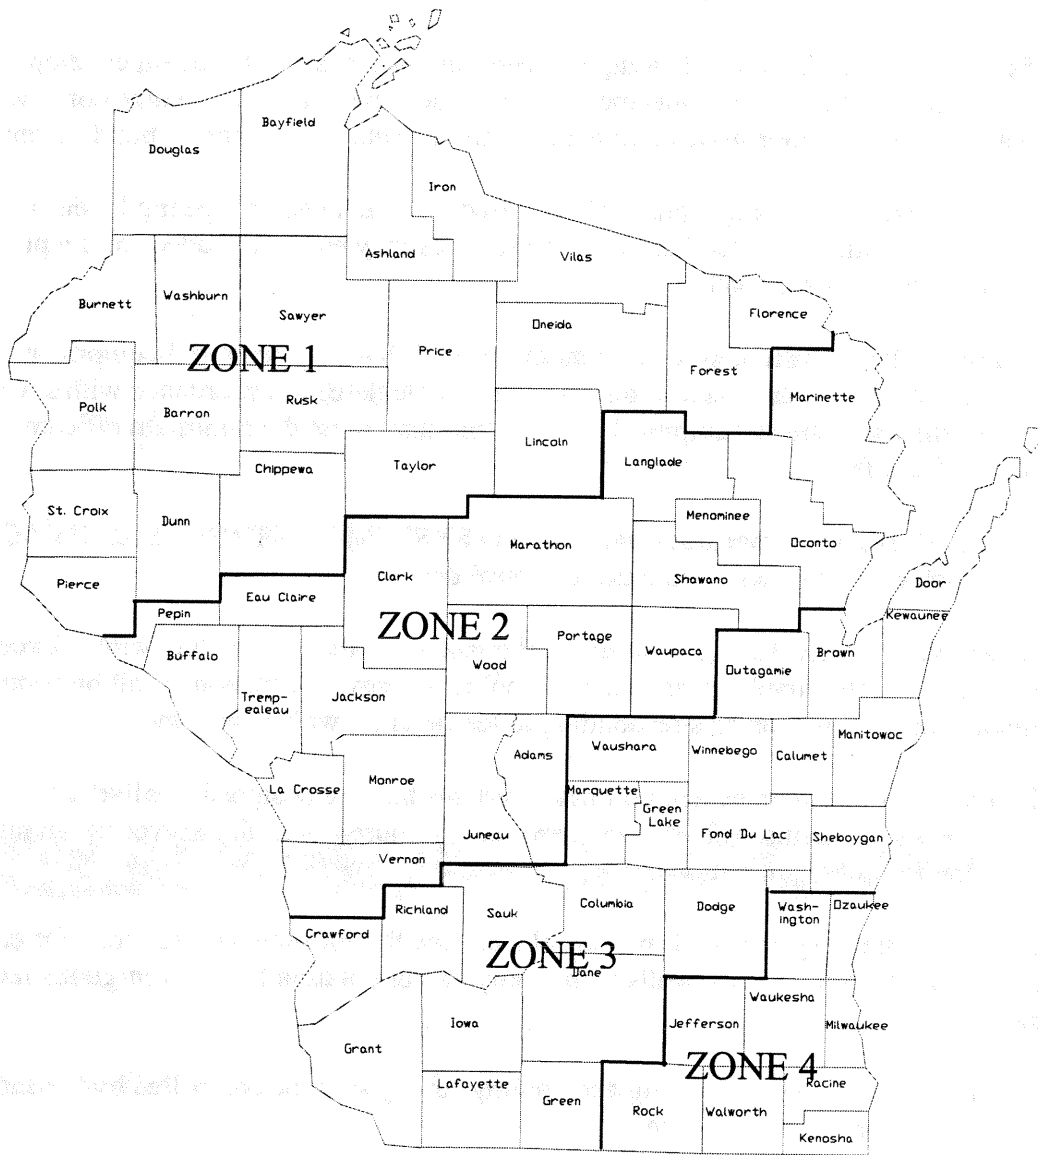 Bayfield
Douglas
Iron
Ashland
Vilas
Burnett
Washburn
Sawyer
Florence
Oneida
Price
ZONE 1
Forest
Polk
Barron
Rusk
Marinette
Lincoln
Langlade
Chippewa
Taylor
St. Croix
Dunn
Menominee
Marathon
Oconto
Pierce
Clark
Shawano
Door
Eau Claire
Pepin
ZONE 2
Kewaunee
Portage
Waupaca
Brown
Buffalo
Wood
Outagamie
Tremp-
ealeau
Jackson
Manitowoc
Adams
Waushara
Winnebego
Calumet
La Crosse
Monroe
Marquette
Green
Lake
Juneau
Fond Du Lac
Sheboygan
Vernon
Richland
Sauk
Columbia
Dodge
Wash-
ington
Ozaukee
Crawford
ZONE 3
Dane
Waukesha
Iowa
Jefferson
Milwaukee
Grant
ZONE 4
Lafayette
Green
Rock
Walworth
Racine
Kenosha